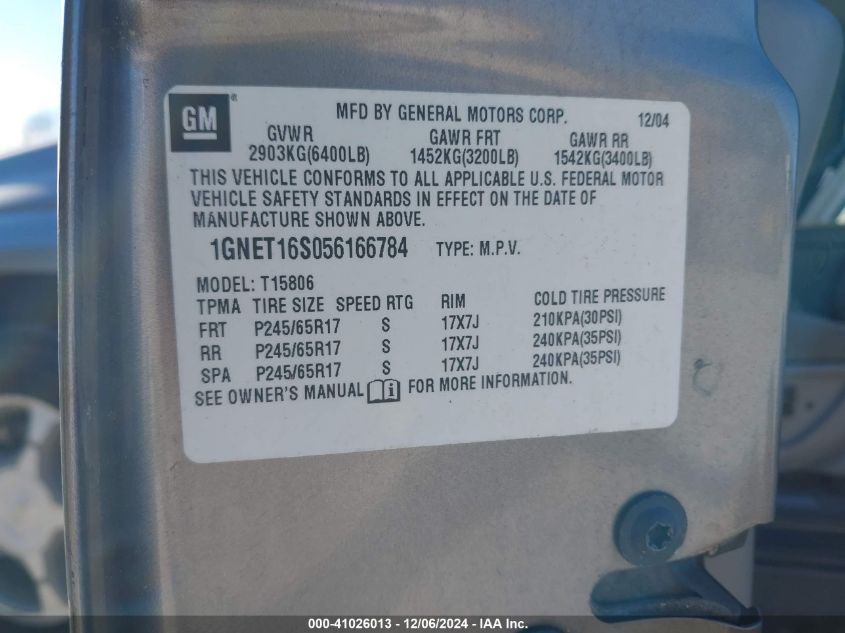 GM
MFD BY GENERAL MOTORS CORP. 12/04
GVWR GAWR FRT GAWR RR
2903KG(6400LB) 1452KG(3200LB) 1542KG(3400LB)
THIS VEHICLE CONFORMS TO ALL APPLICABLE U.S. FEDERAL MOTOR
VEHICLE SAFETY STANDARDS IN EFFECT ON THE DATE OF
MANUFACTURE SHOWN ABOVE.
1GNET16S056166784 TYPE: M.P.V.
MODEL: T15806
TPMA TIRE SIZE SPEED RTG RIM COLD TIRE PRESSURE
FRT P245/65R17 S 17X7J 210KPA(30PSI)
RR P245/65R17 S 17X7J 240KPA(35PSI)
SPA P245/65R17 S 17X7J 240KPA(35PSI)
SEE OWNER'S MANUAL i FOR MORE INFORMATION.
000-41026013 - 12/06/2024 - IAA Inc.